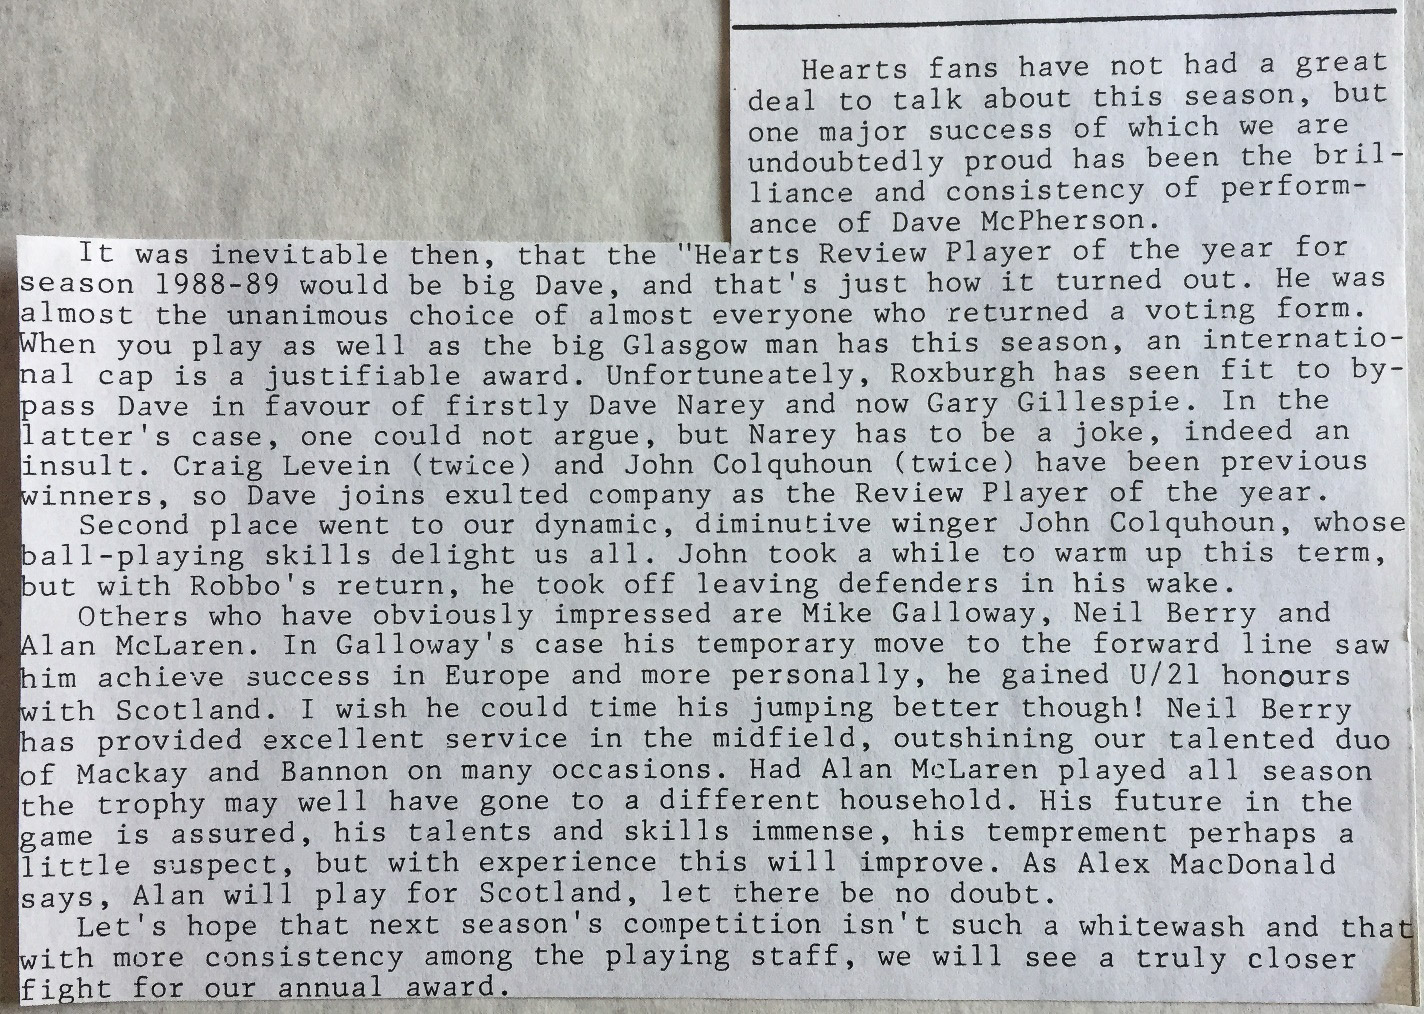 Hearts fans have not had a great
deal to talk about this season, but
one major success of which we are
undoubtedly proud has been the bril-
liance and consistency of perform-
ance of Dave McPherson.
It was inevitable then, that the "Hearts Review Player of the year for
season 1988-89 would be big Dave, and that's just how it turned out. He was
almost the unanimous choice of almost everyone who returned a voting form.
When you play as well as the big Glasgow man has this season, an internatio-
nal cap is a justifiable award. Unfortuneately, Roxburgh has seen fit to by-
pass Dave in favour of firstly Dave Narey and now Gary Gillespie. In the
latter's case, one could not argue, but Narey has to be a joke, indeed an
insult. Craig Levein (twice) and John Colquhoun (twice) have been previous
winners, so Dave joins exulted company as the Review Player of the year.
Second place went to our dynamic, diminutive winger John Colquhoun, whose
ball-playing skills delight us all. John took a while to warm up this term,
but with Robbo's return, he took off leaving defenders in his wake.
Others who have obviously impressed are Mike Galloway, Neil Berry and
Alan McLaren. In Galloway's case his temporary move to the forward line saw
him achieve success in Europe and more personally, he gained U/21 honours
with Scotland. I wish he could time his jumping better though! Neil Berry
has provided excellent service in the midfield, outshining our talented duo
of Mackay and Bannon on many occasions. Had Alan McLaren played all season
the trophy may well have gone to a different household. His future in the
game is assured, his talents and skills immense, his temprement perhaps a
little suspect, but with experience this will improve. As Alex MacDonald
says, Alan will play for Scotland, let there be no doubt.
Let's hope that next season's competition isn't such a whitewash and that
with more consistency among the playing staff, we will see a truly closer
fight for our annual award.